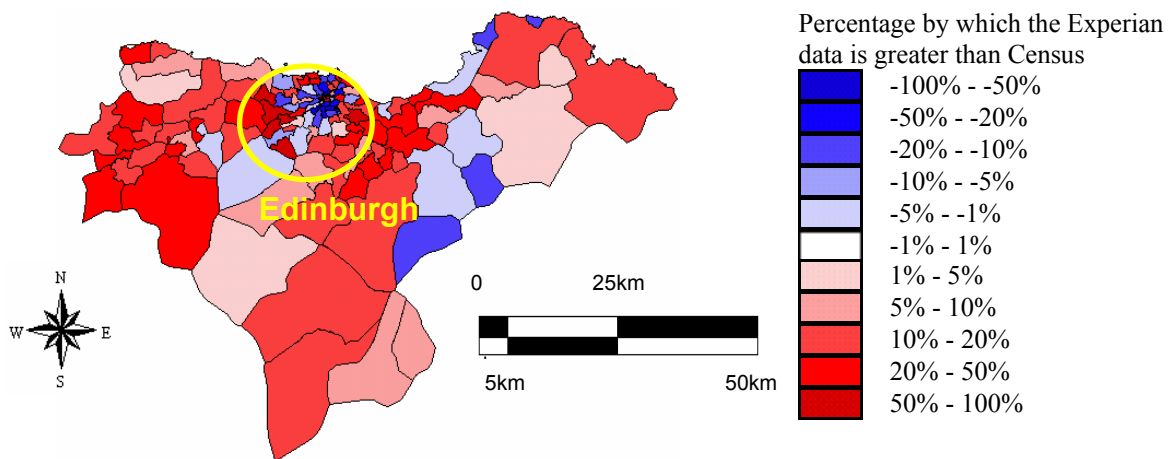 Percentage by which the Experian
data is greater than Census
-100% - -50%
-50% - -20%
-20% - -10%
-10% - -5%
-5% - -1%
-1% - 1%
1% - 5%
5% - 10%
10% - 20%
20% - 50%
50% - 100%
Edinburgh
N
W E
S
0 25km
5km 50km